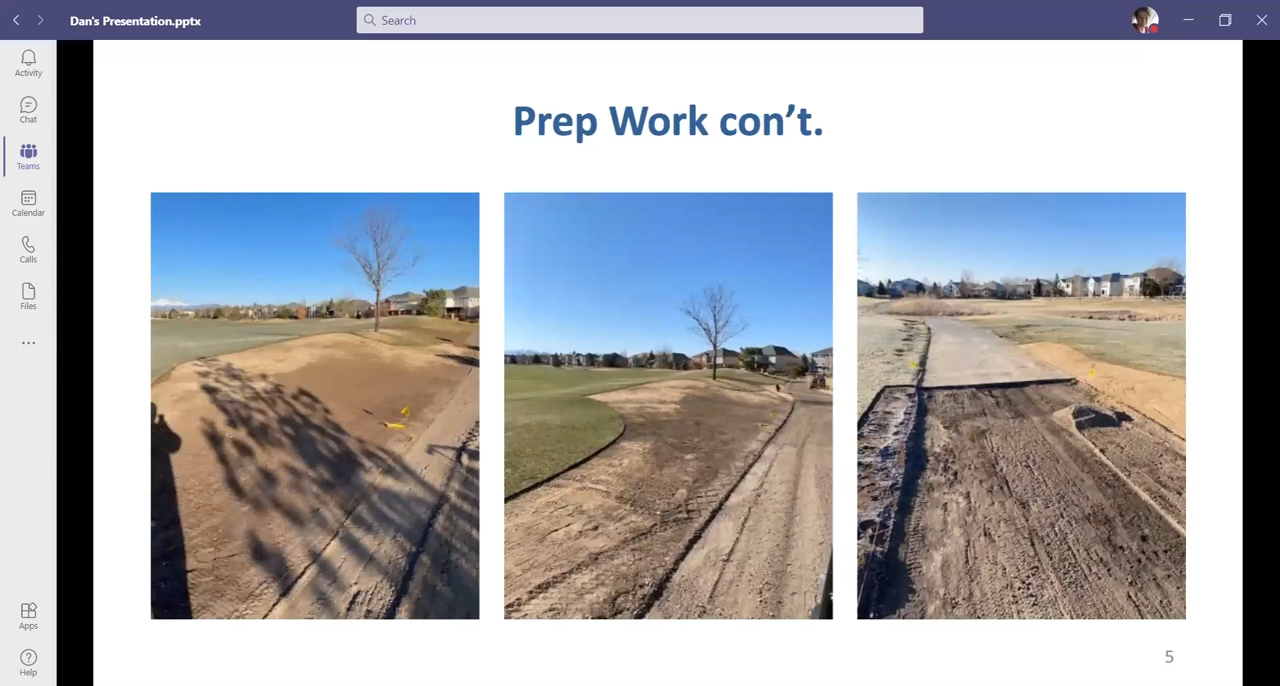 Dan's Presentation.pptx
Search
Activity
Chat
Teams
Calendar
Calls
Files
Apps
Help
Prep Work con’t.
5